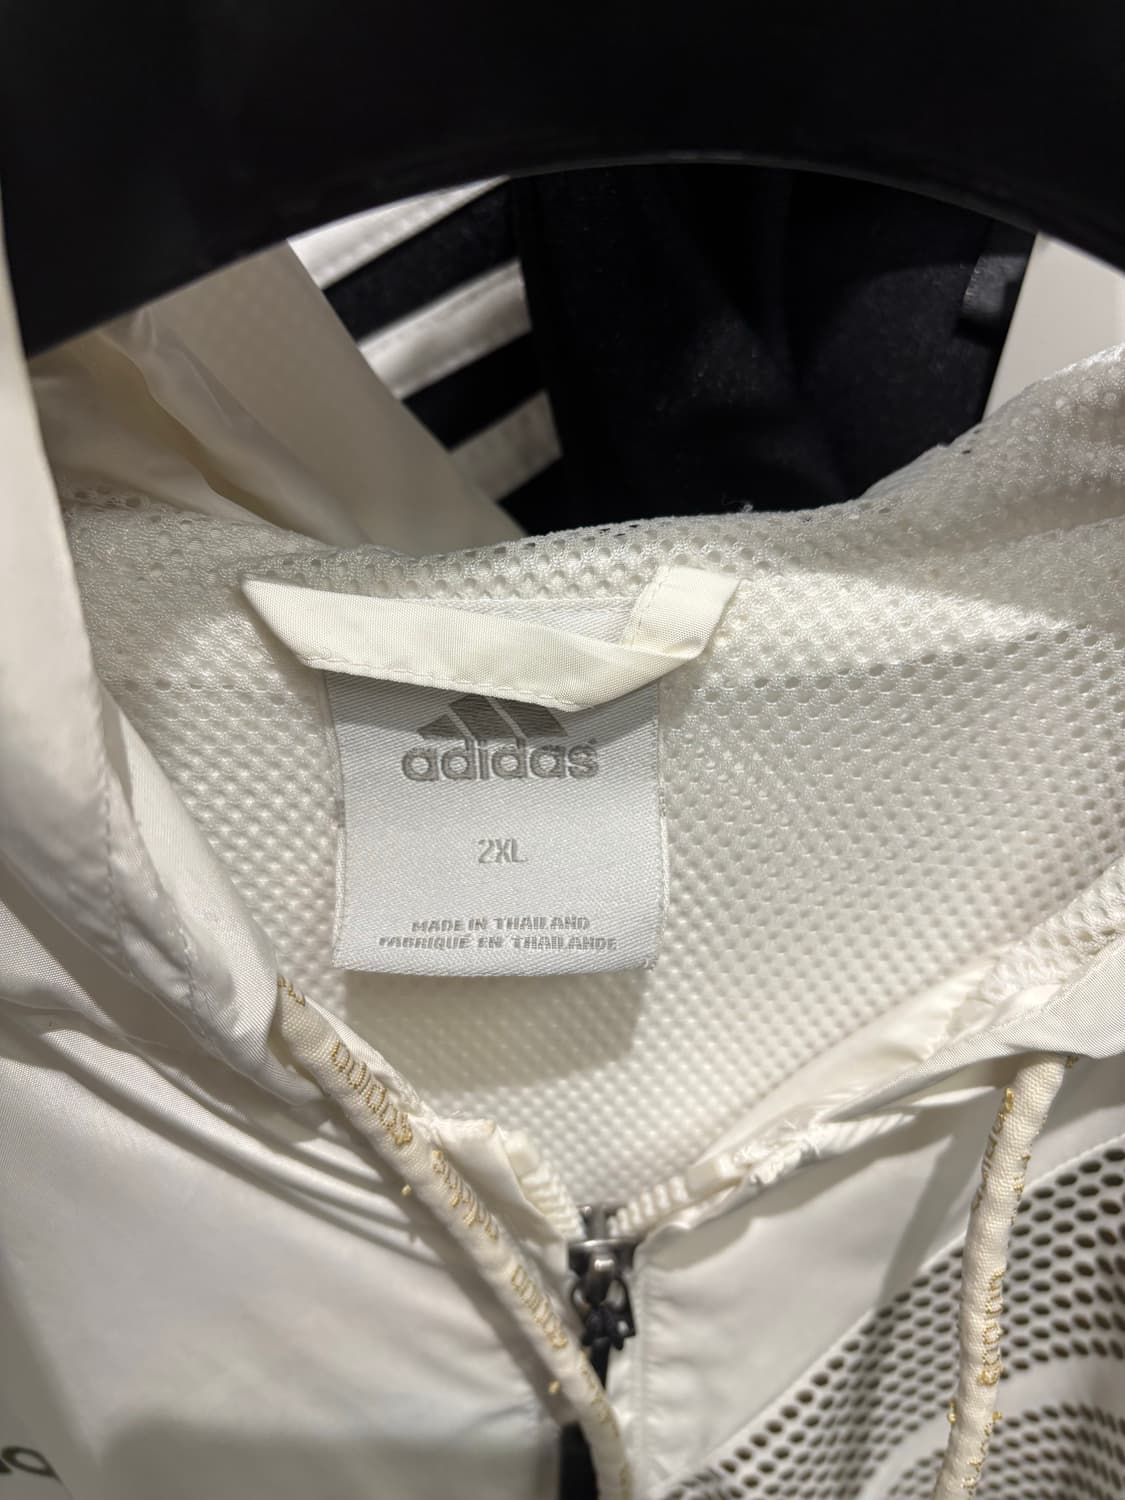 adidas
2XL
MADE IN THAILAND
FABRIQUÉ EN THAÏLANDE